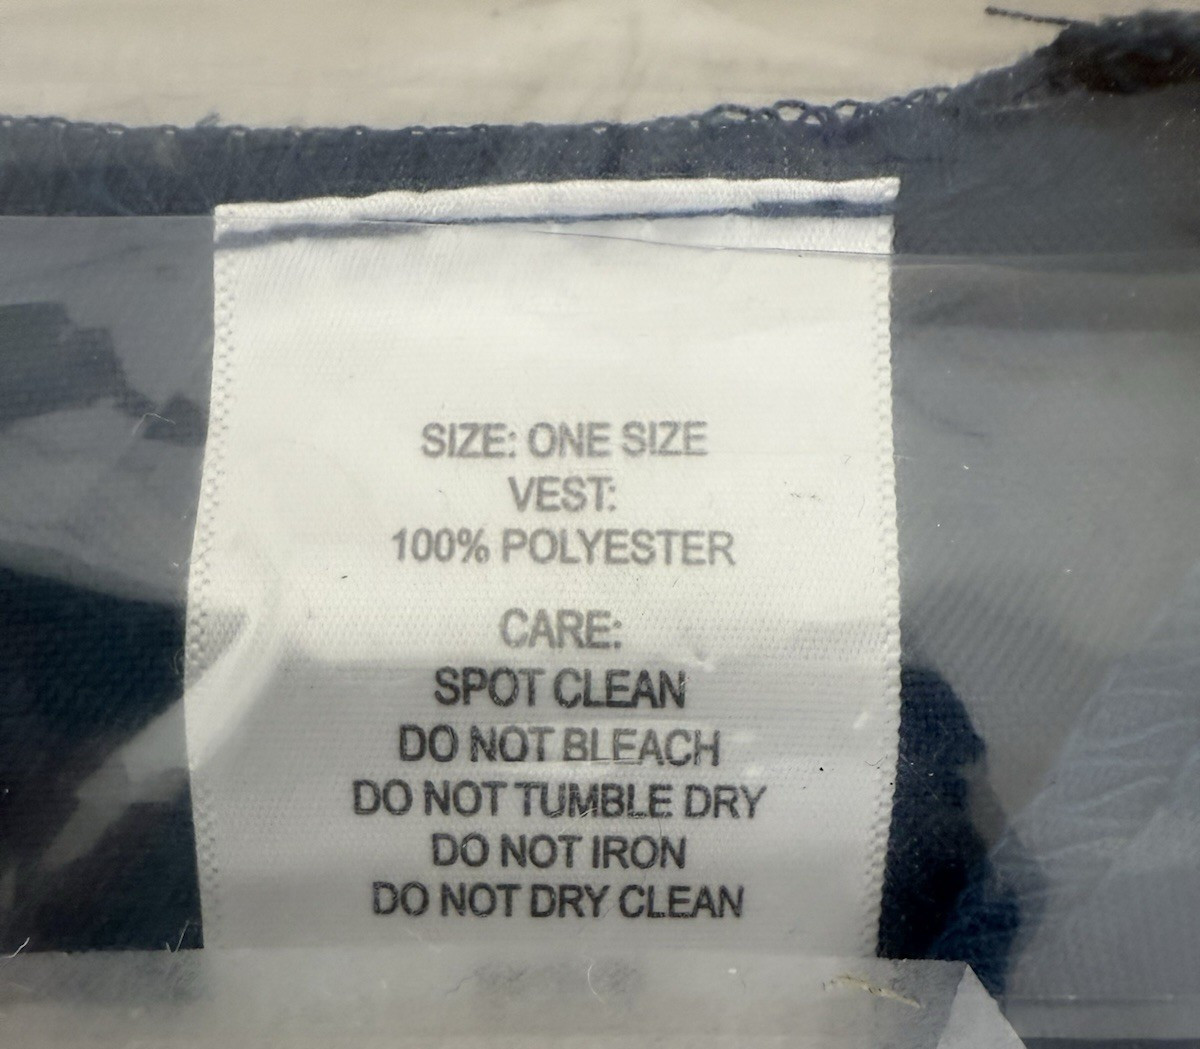 SIZE: ONE SIZE
VEST:
100% POLYESTER
CARE:
SPOT CLEAN
DO NOT BLEACH
DO NOT TUMBLE DRY
DO NOT IRON
DO NOT DRY CLEAN